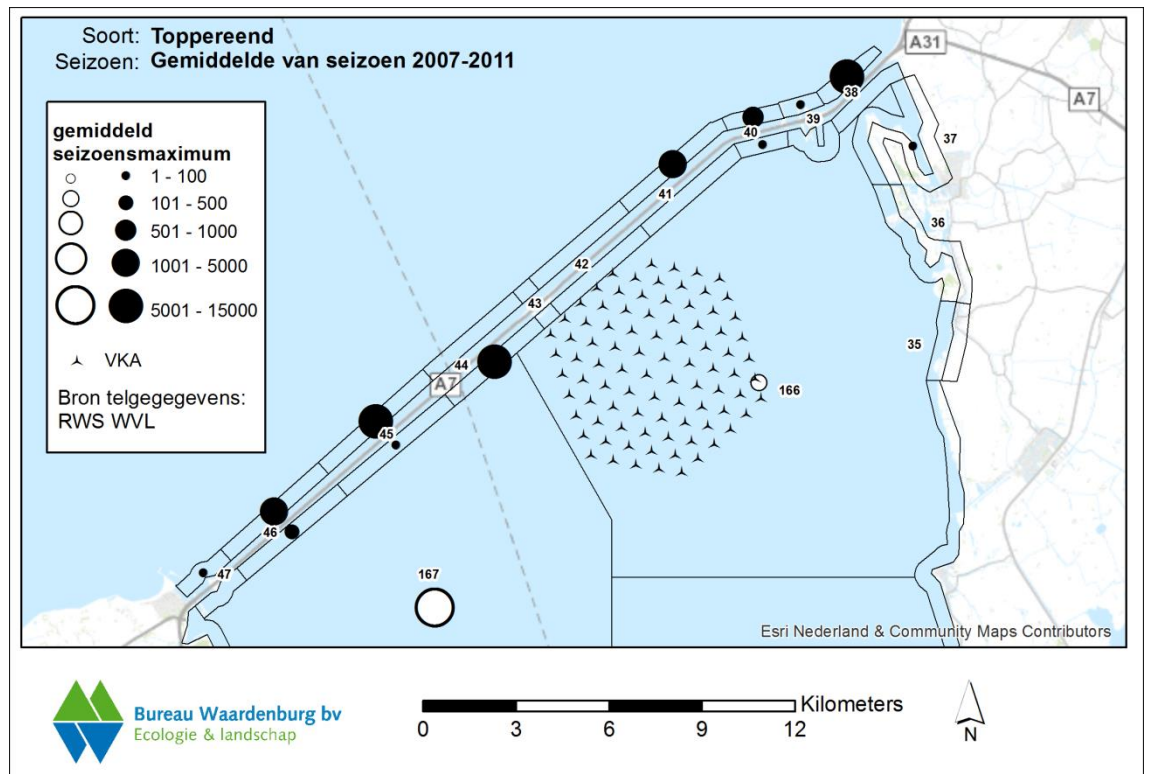 Soort: Toppereend
Seizoen: Gemiddelde van seizoen 2007-2011
gemiddeld
seizoensmaximum
1 - 100
101 - 500
501 - 1000
1001 - 5000
5001 - 15000
VKA
Bron telgegegevens:
RWS WVL
A31
A7
38
39
40
37
41
36
42
43
35
44
A7
166
45
46
47
167
Esri Nederland & Community Maps Contributors
Bureau Waardenburg bv
Ecologie & landschap
Kilometers
0 3 6 9 12
N